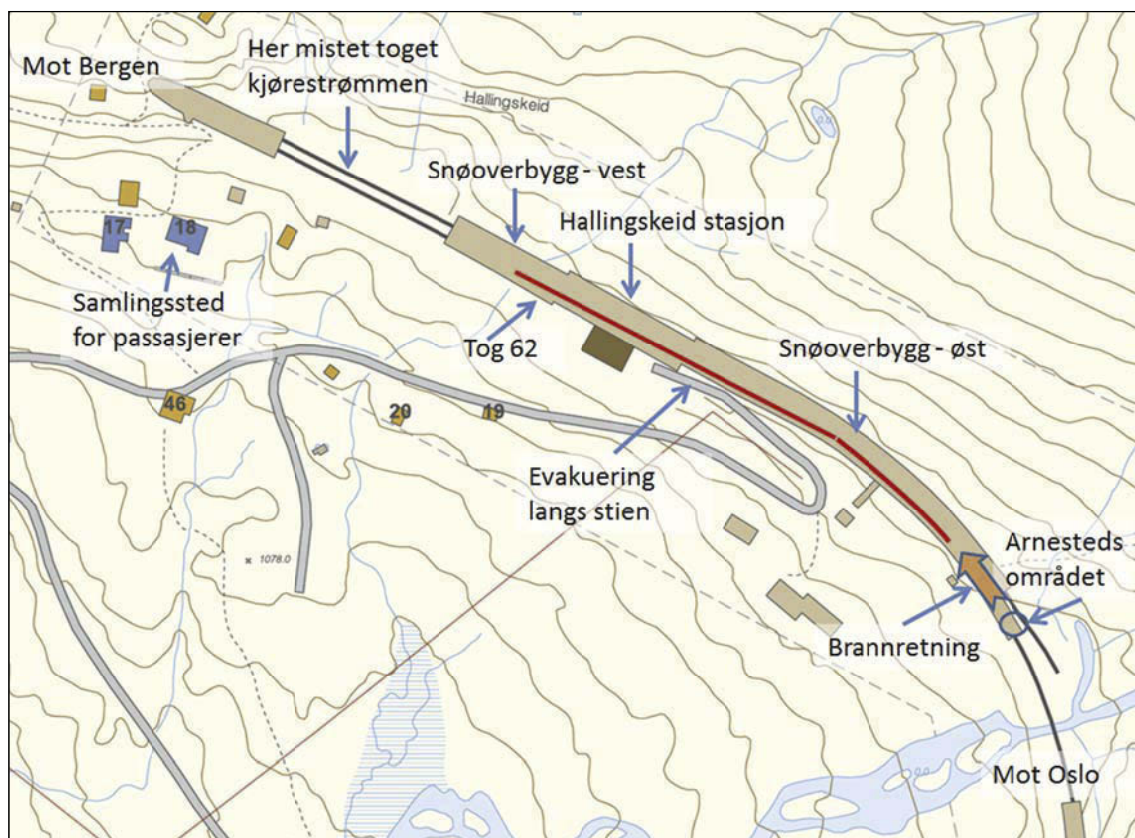 Her mistet toget
kjørestrømmen
Mot Bergen
Hallingskeid
Snøoverbygg - vest
Hallingskeid stasjon
17
18
Samlingssted
for passasjerer
Tog 62
Snøoverbygg - øst
46
20
19
Evakuering
langs stien
1078.0
Arnesteds
området
Brannretning
Mot Oslo